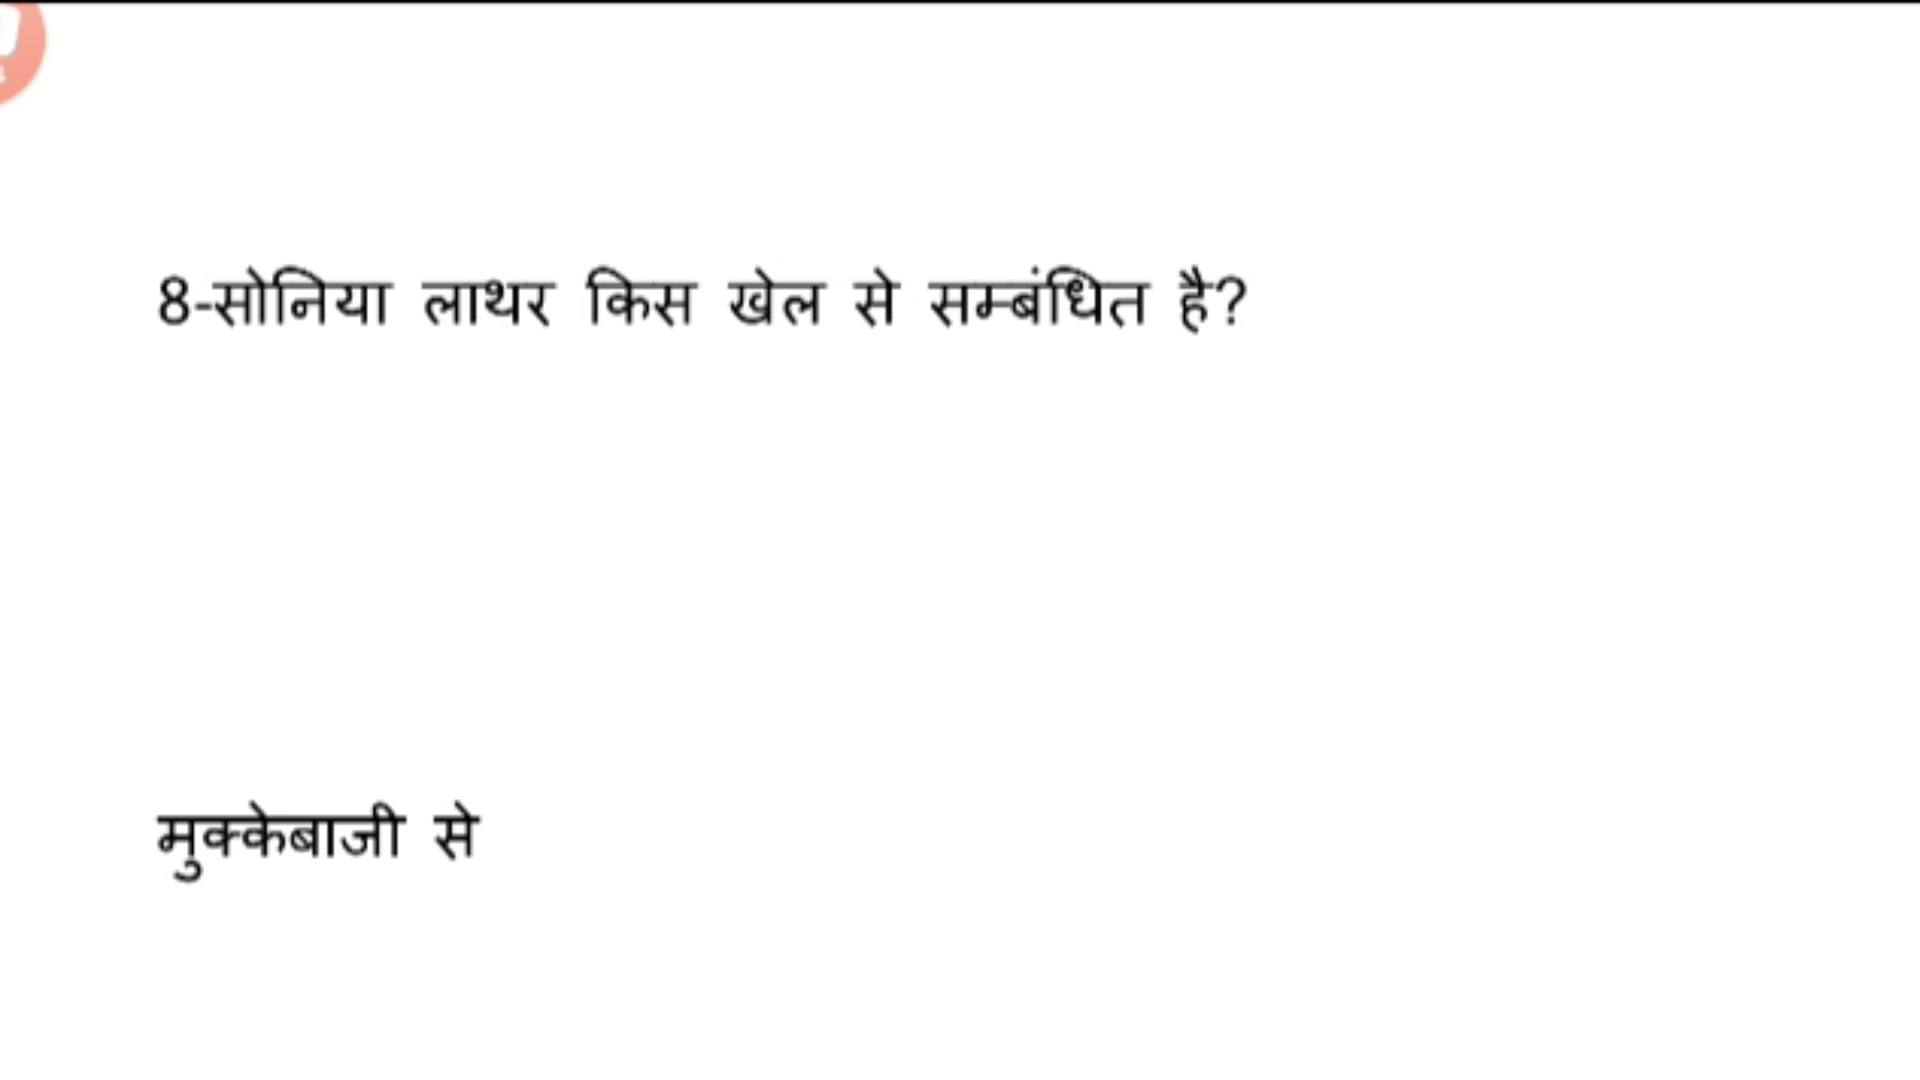 8-सोनिया लाथर किस खेल से सम्बंधित है?
मुक्केबाजी से